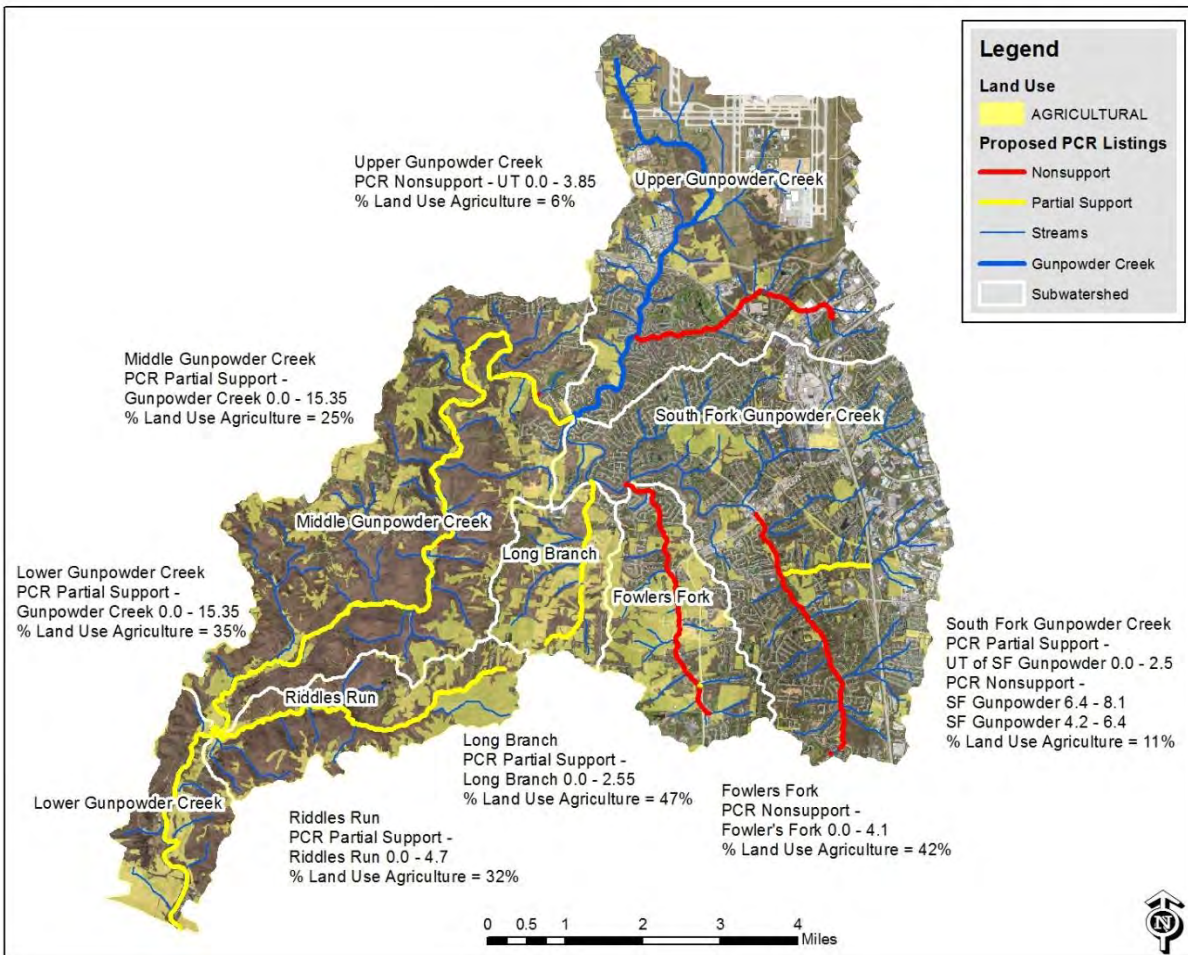 Legend
Land Use
AGRICULTURAL
Proposed PCR Listings
Nonsupport
Partial Support
Streams
Gunpowder Creek
Subwatershed
Upper Gunpowder Creek
PCR Nonsupport - UT 0.0 - 3.85
% Land Use Agriculture = 6%
Upper Gunpowder Creek
Middle Gunpowder Creek
PCR Partial Support -
Gunpowder Creek 0.0 - 15.35
% Land Use Agriculture = 25%
South Fork Gunpowder Creek
Middle Gunpowder Creek
Long Branch
Fowlers Fork
Lower Gunpowder Creek
PCR Partial Support -
Gunpowder Creek 0.0 - 15.35
% Land Use Agriculture = 35%
South Fork Gunpowder Creek
PCR Partial Support -
UT of SF Gunpowder 0.0 - 2.5
PCR Nonsupport -
SF Gunpowder 6.4 - 8.1
SF Gunpowder 4.2 - 6.4
% Land Use Agriculture = 11%
Riddles Run
Lower Gunpowder Creek
Long Branch
PCR Partial Support -
Long Branch 0.0 - 2.55
% Land Use Agriculture = 47%
Fowlers Fork
PCR Nonsupport -
Fowler's Fork 0.0 - 4.1
% Land Use Agriculture = 42%
Riddles Run
PCR Partial Support -
Riddles Run 0.0 - 4.7
% Land Use Agriculture = 32%
0 0.5 1 2 3 4
Miles
N